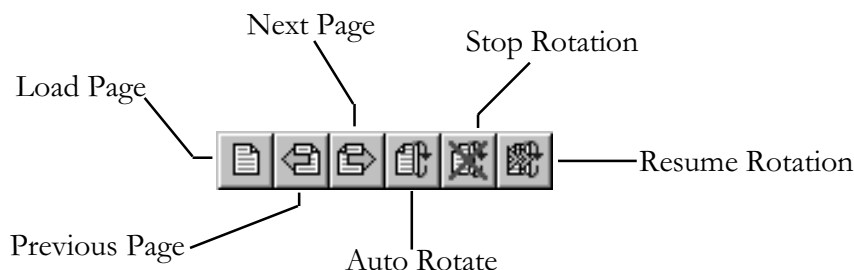 Next Page
Stop Rotation
Load Page
Resume Rotation
Previous Page
Auto Rotate